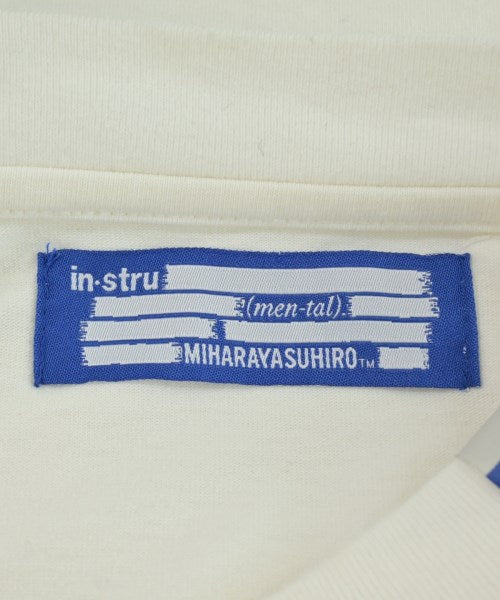 in·stru
(men-tal).
MIHARAYASUHIRO™